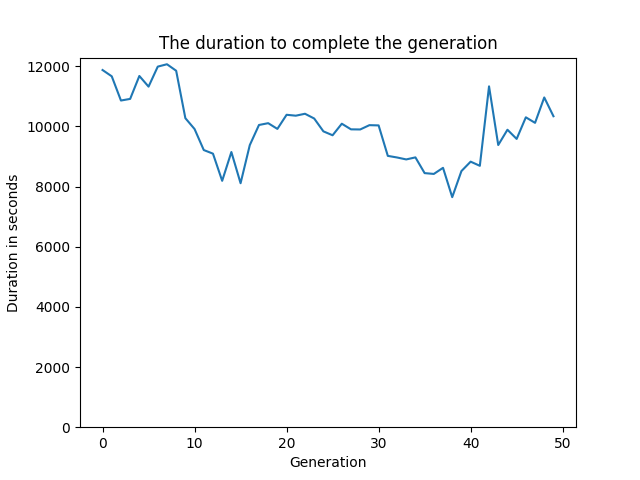 The duration to complete the generation
12000
10000
8000
6000
4000
2000
0
Duration in seconds
0 10 20 30 40 50
Generation